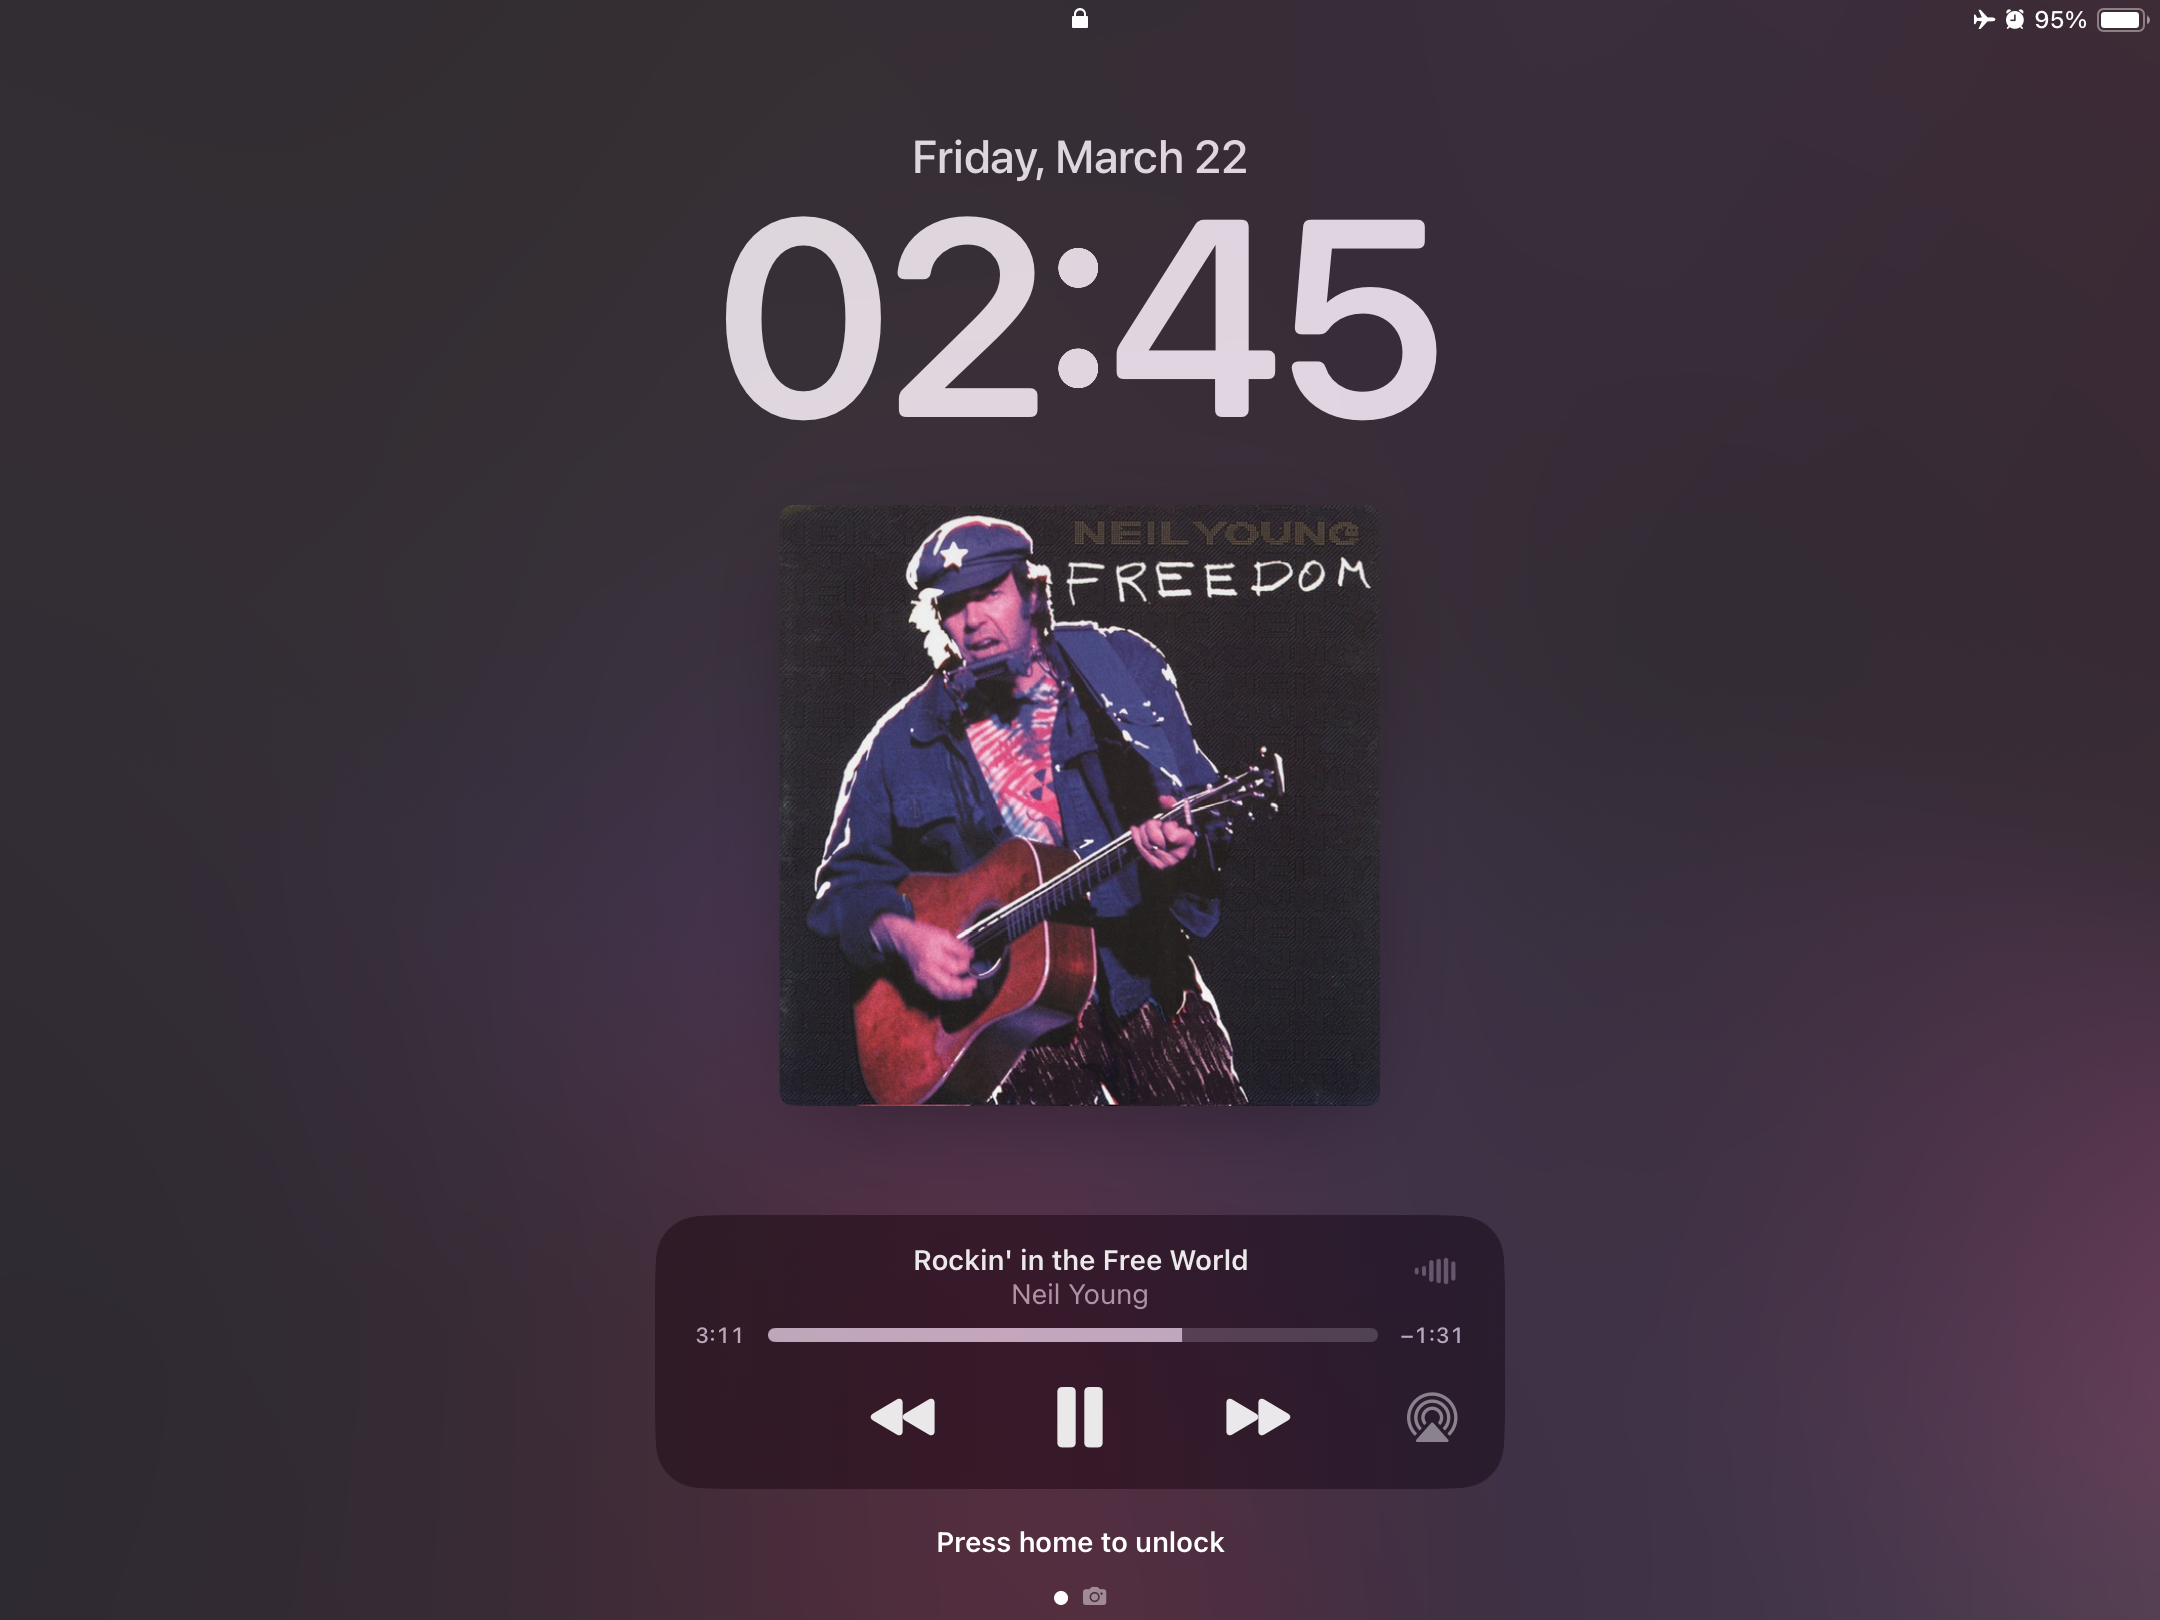 95%
Friday, March 22
02:45
NEIL YOUNG
FREEDOM
Rockin' in the Free World
Neil Young
3:11
−1:31
Press home to unlock